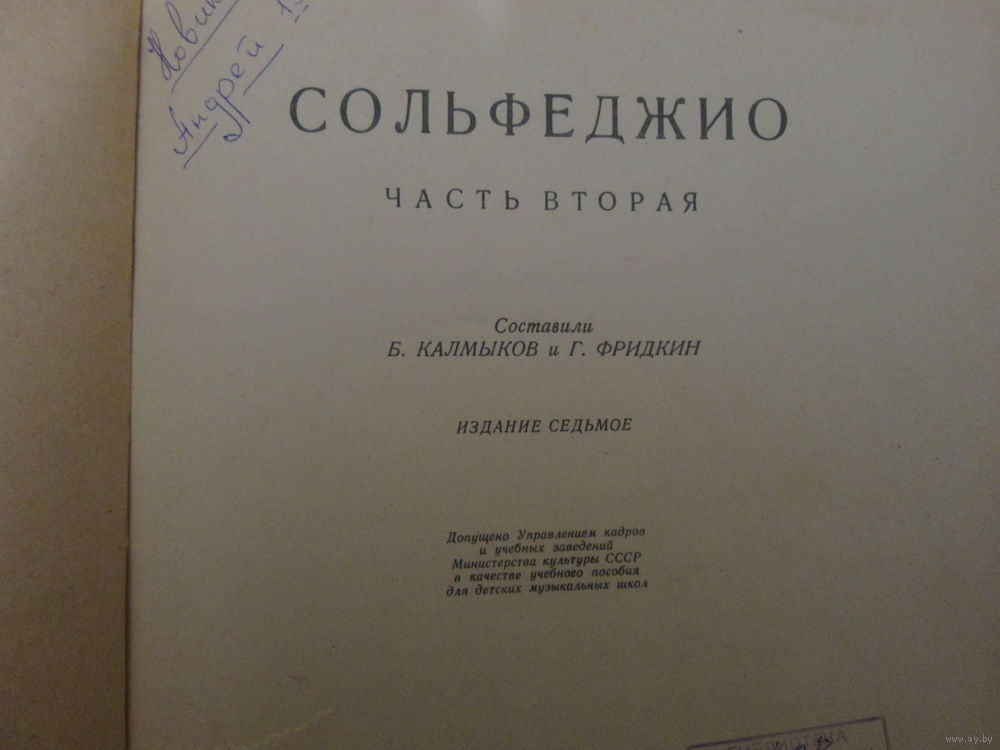 Андрей
СОЛЬФЕДЖИО
ЧАСТЬ ВТОРАЯ
Составили
Б. КАЛМЫКОВ и Г. ФРИДКИН
ИЗДАНИЕ СЕДЬМОЕ
Допущено Управлением кадров
и учебных заведений
Министерства культуры СССР
в качестве учебного пособия
для детских музыкальных школ
БИБЛИОТЕКА
www.ay.by